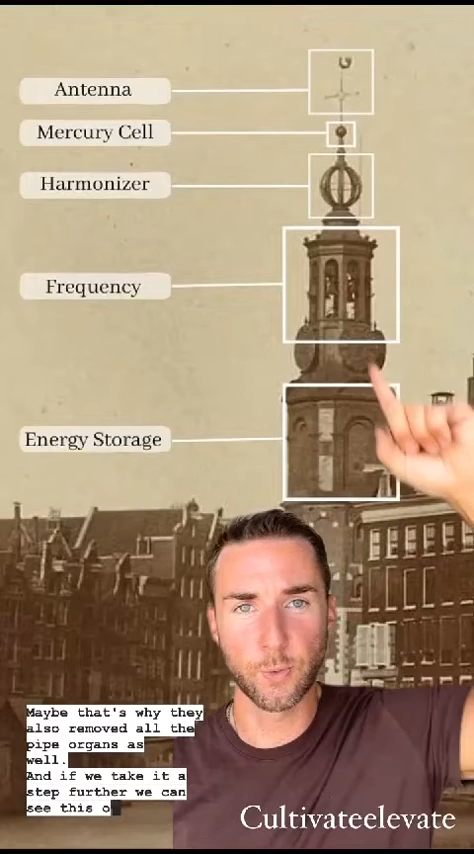 Antenna
Mercury Cell
Harmonizer
Frequency
Energy Storage
Maybe that's why they
also removed all the
pipe organs as
well.
And if we take it a
step further we can
see this o
Cultivateelevate